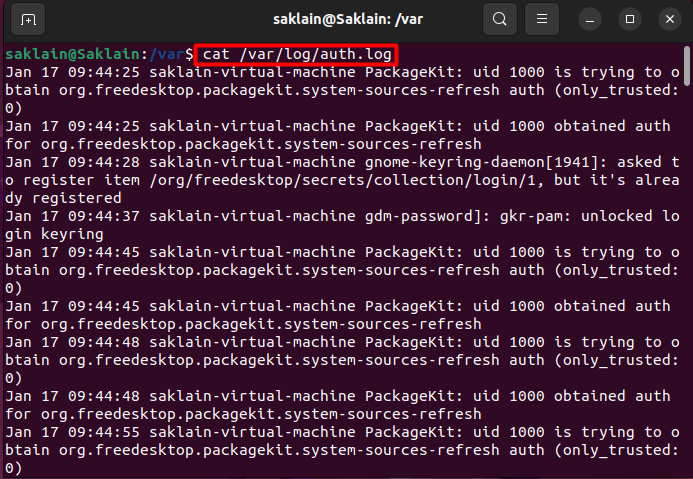 saklain@Saklain: /var
saklain@Saklain:/var$ cat /var/log/auth.log
Jan 17 09:44:25 saklain-virtual-machine PackageKit: uid 1000 is trying to o
btain org.freedesktop.packagekit.system-sources-refresh auth (only_trusted:
0)
Jan 17 09:44:25 saklain-virtual-machine PackageKit: uid 1000 obtained auth
for org.freedesktop.packagekit.system-sources-refresh
Jan 17 09:44:28 saklain-virtual-machine gnome-keyring-daemon[1941]: asked t
o register item /org/freedesktop/secrets/collection/login/1, but it's alrea
dy registered
Jan 17 09:44:37 saklain-virtual-machine gdm-password]: gkr-pam: unlocked lo
gin keyring
Jan 17 09:44:45 saklain-virtual-machine PackageKit: uid 1000 is trying to o
btain org.freedesktop.packagekit.system-sources-refresh auth (only_trusted:
0)
Jan 17 09:44:45 saklain-virtual-machine PackageKit: uid 1000 obtained auth
for org.freedesktop.packagekit.system-sources-refresh
Jan 17 09:44:48 saklain-virtual-machine PackageKit: uid 1000 is trying to o
btain org.freedesktop.packagekit.system-sources-refresh auth (only_trusted:
0)
Jan 17 09:44:48 saklain-virtual-machine PackageKit: uid 1000 obtained auth
for org.freedesktop.packagekit.system-sources-refresh
Jan 17 09:44:55 saklain-virtual-machine PackageKit: uid 1000 is trying to o
btain org.freedesktop.packagekit.system-sources-refresh auth (only_trusted:
0)